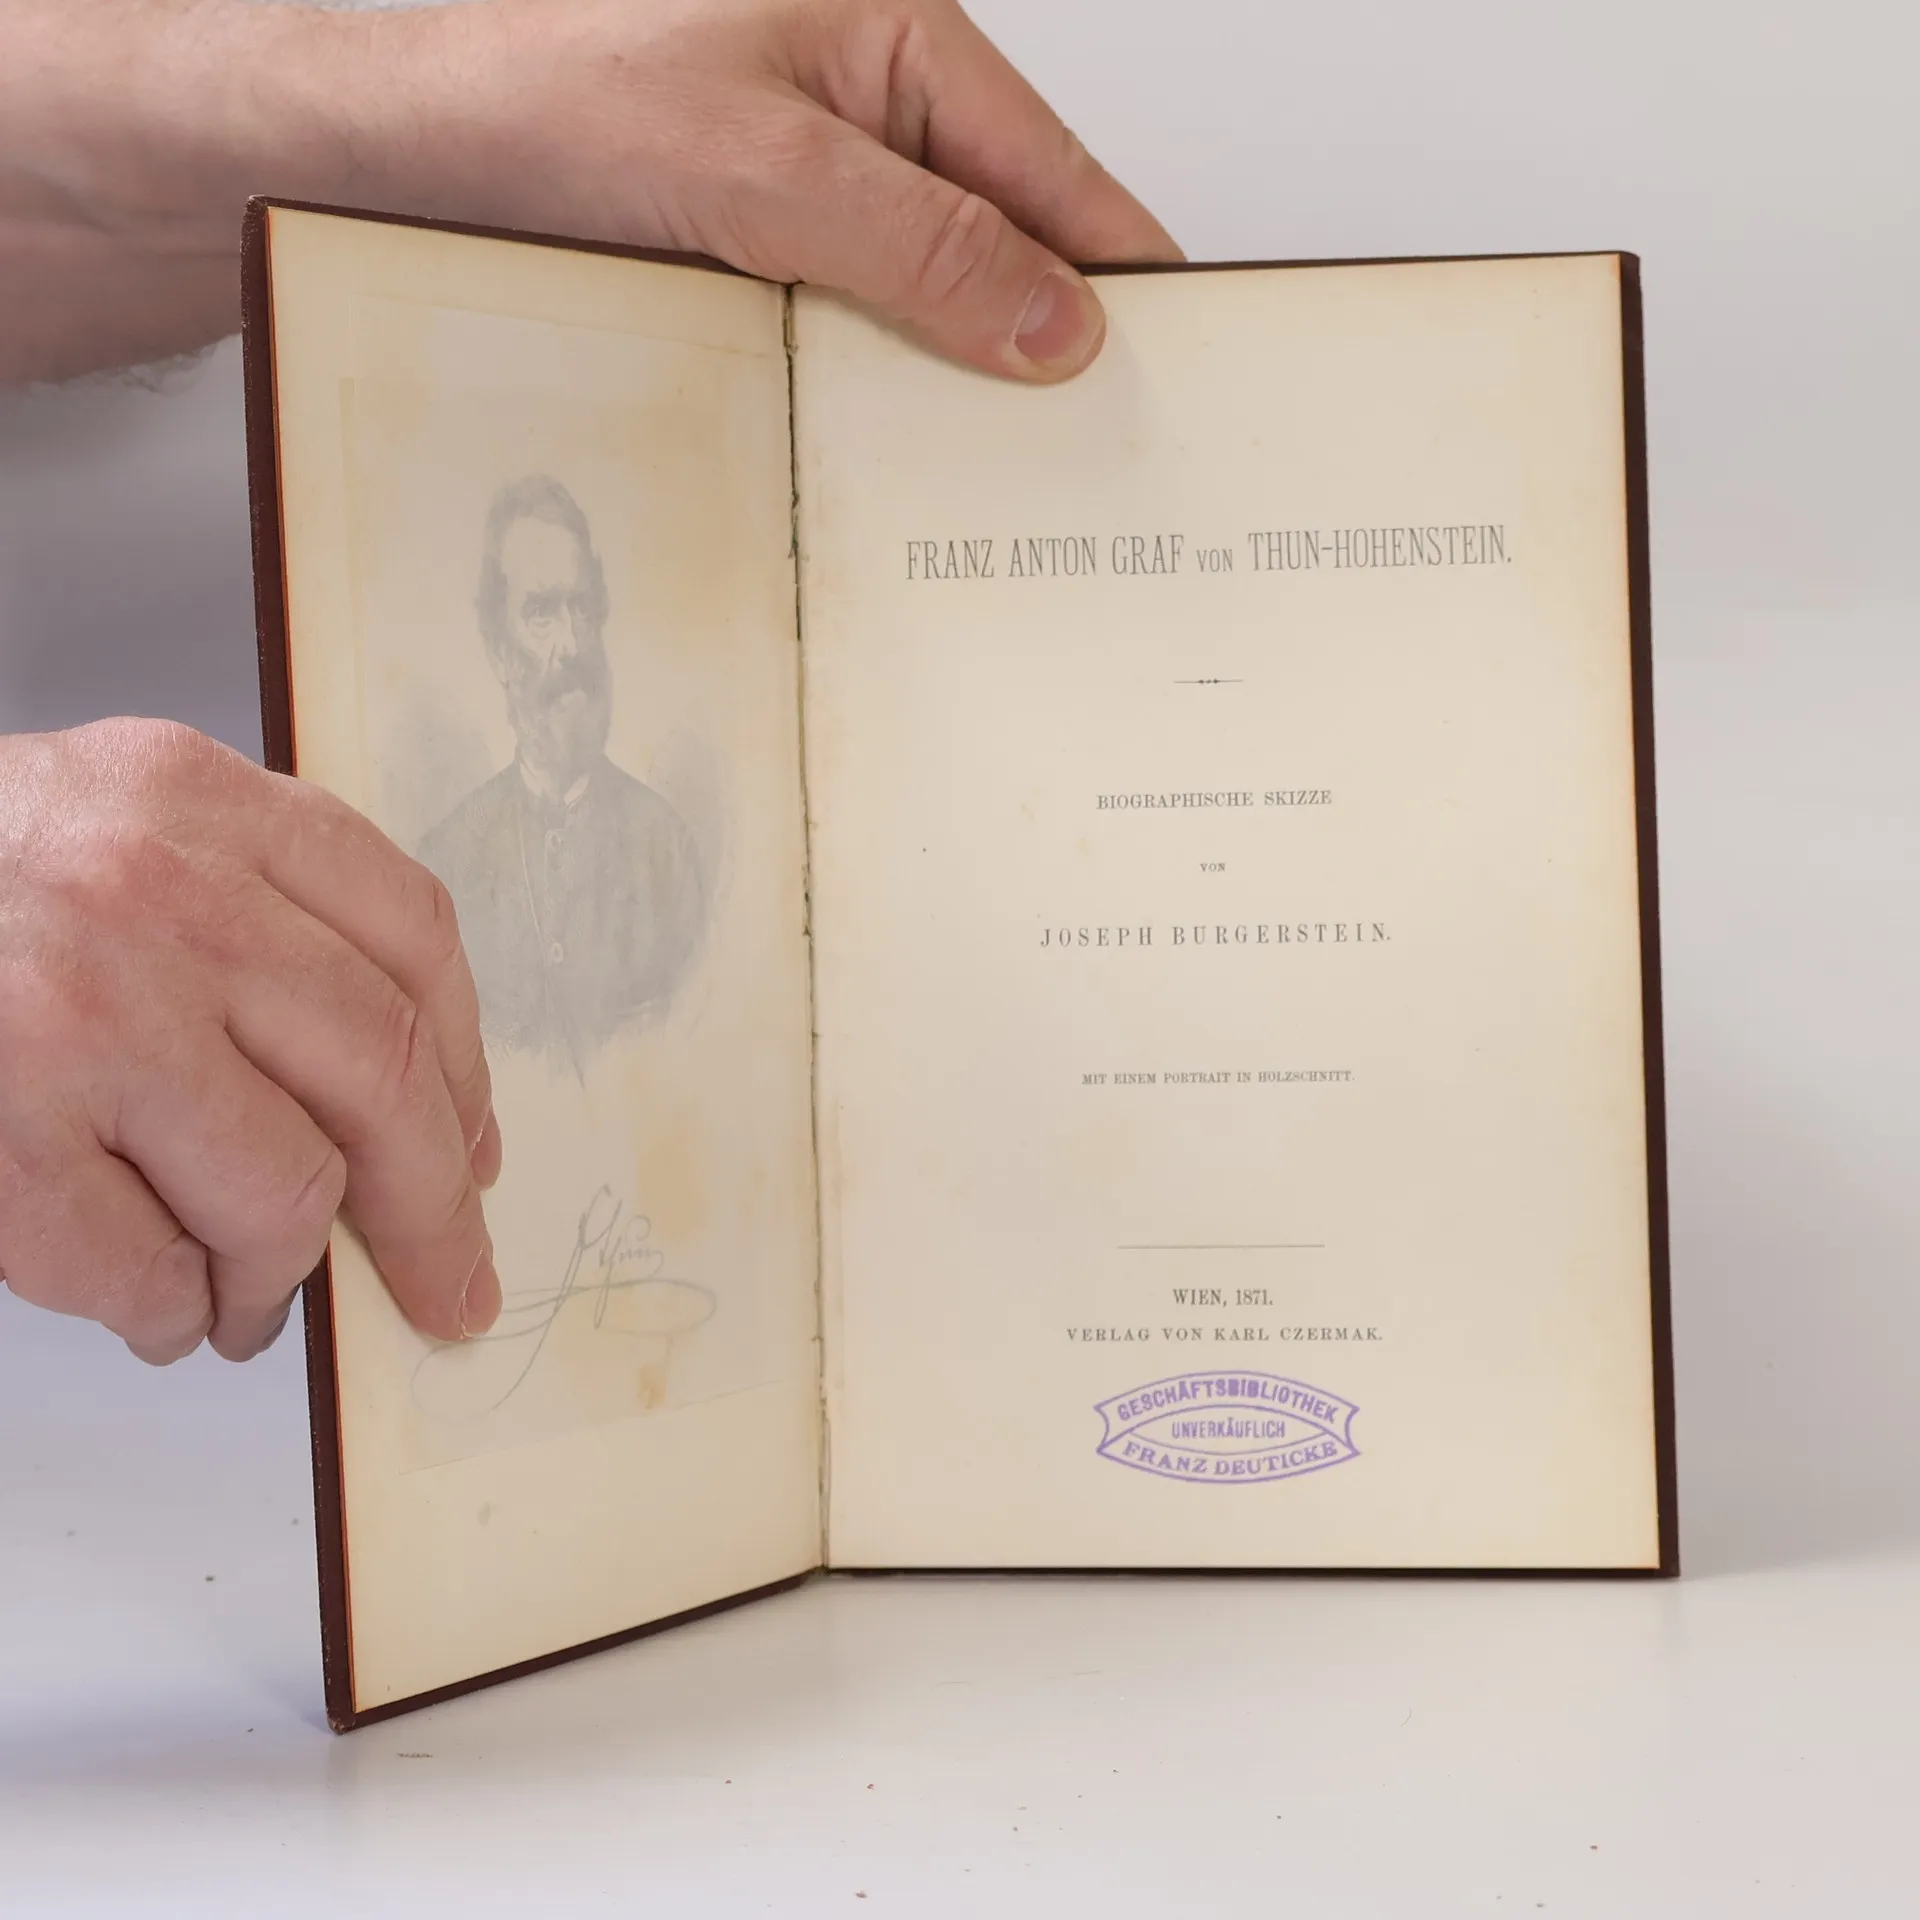 Thun
FRANZ ANTON GRAF VON THUN-HOHENSTEIN.
BIOGRAPHISCHE SKIZZE
VON
JOSEPH BURGERSTEIN.
MIT EINEM PORTRAIT IN HOLZSCHNITT.
WIEN, 1871.
VERLAG VON KARL CZERMAK.
GESCHÄFTSBIBLIOTHEK
UNVERKÄUFLICH
FRANZ DEUTICKE